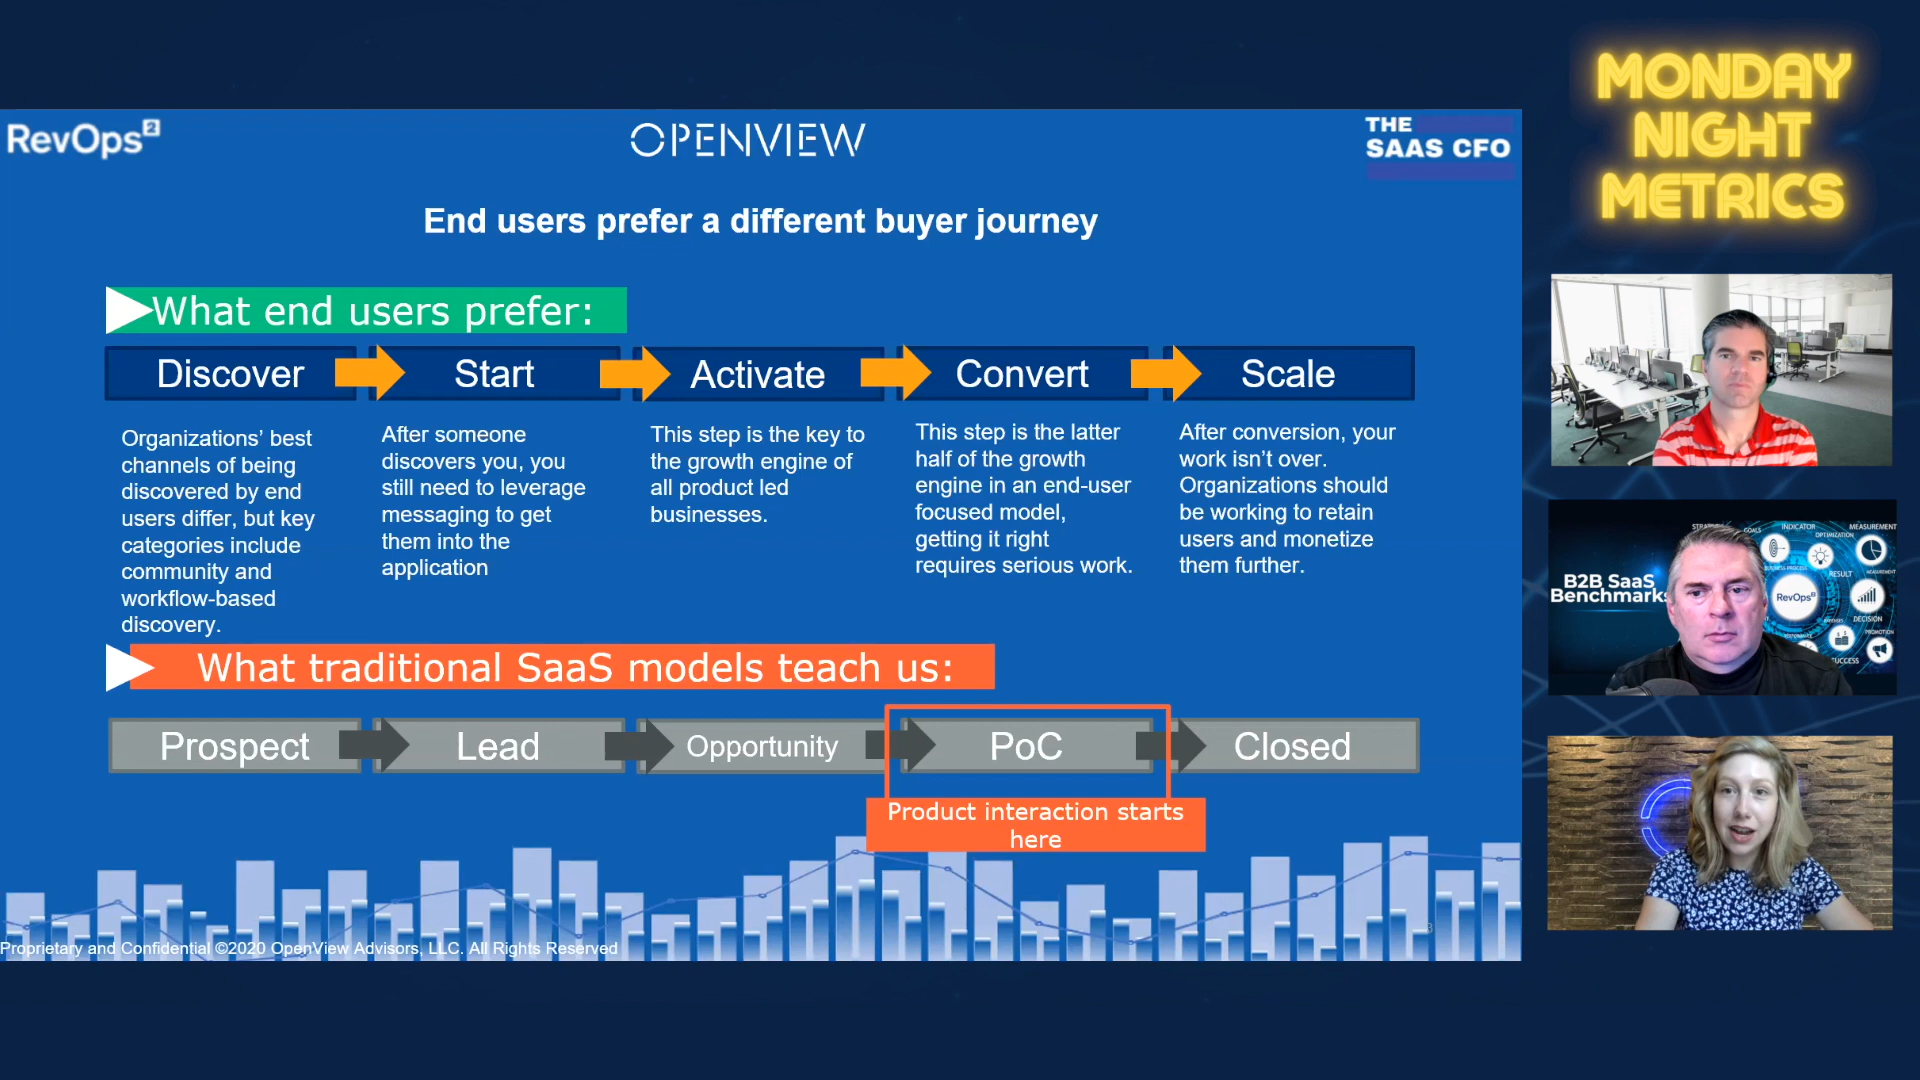 RevOps²
OPENVIEW
THE
SAAS CFO
MONDAY
NIGHT
METRICS
End users prefer a different buyer journey
What end users prefer:
Discover
Start
Activate
Convert
Scale
Organizations’ best
channels of being
discovered by end
users differ, but key
categories include
community and
workflow-based
discovery.
After someone
discovers you, you
still need to leverage
messaging to get
them into the
application
This step is the key to
the growth engine of
all product led
businesses.
This step is the latter
half of the growth
engine in an end-user
focused model,
getting it right
requires serious work.
After conversion, your
work isn’t over.
Organizations should
be working to retain
users and monetize
them further.
What traditional SaaS models teach us:
Prospect
Lead
Opportunity
PoC
Closed
Product interaction starts
here
Proprietary and Confidential ©2020 OpenView Advisors, LLC. All Rights Reserved
B2B SaaS
Benchmarks
GOALS
INDICATOR
MEASUREMENT
OPTIMIZATION
BUSINESS PROCESS
RESULT
MEASUREMENT
RevOps²
DECISION
PROMOTION